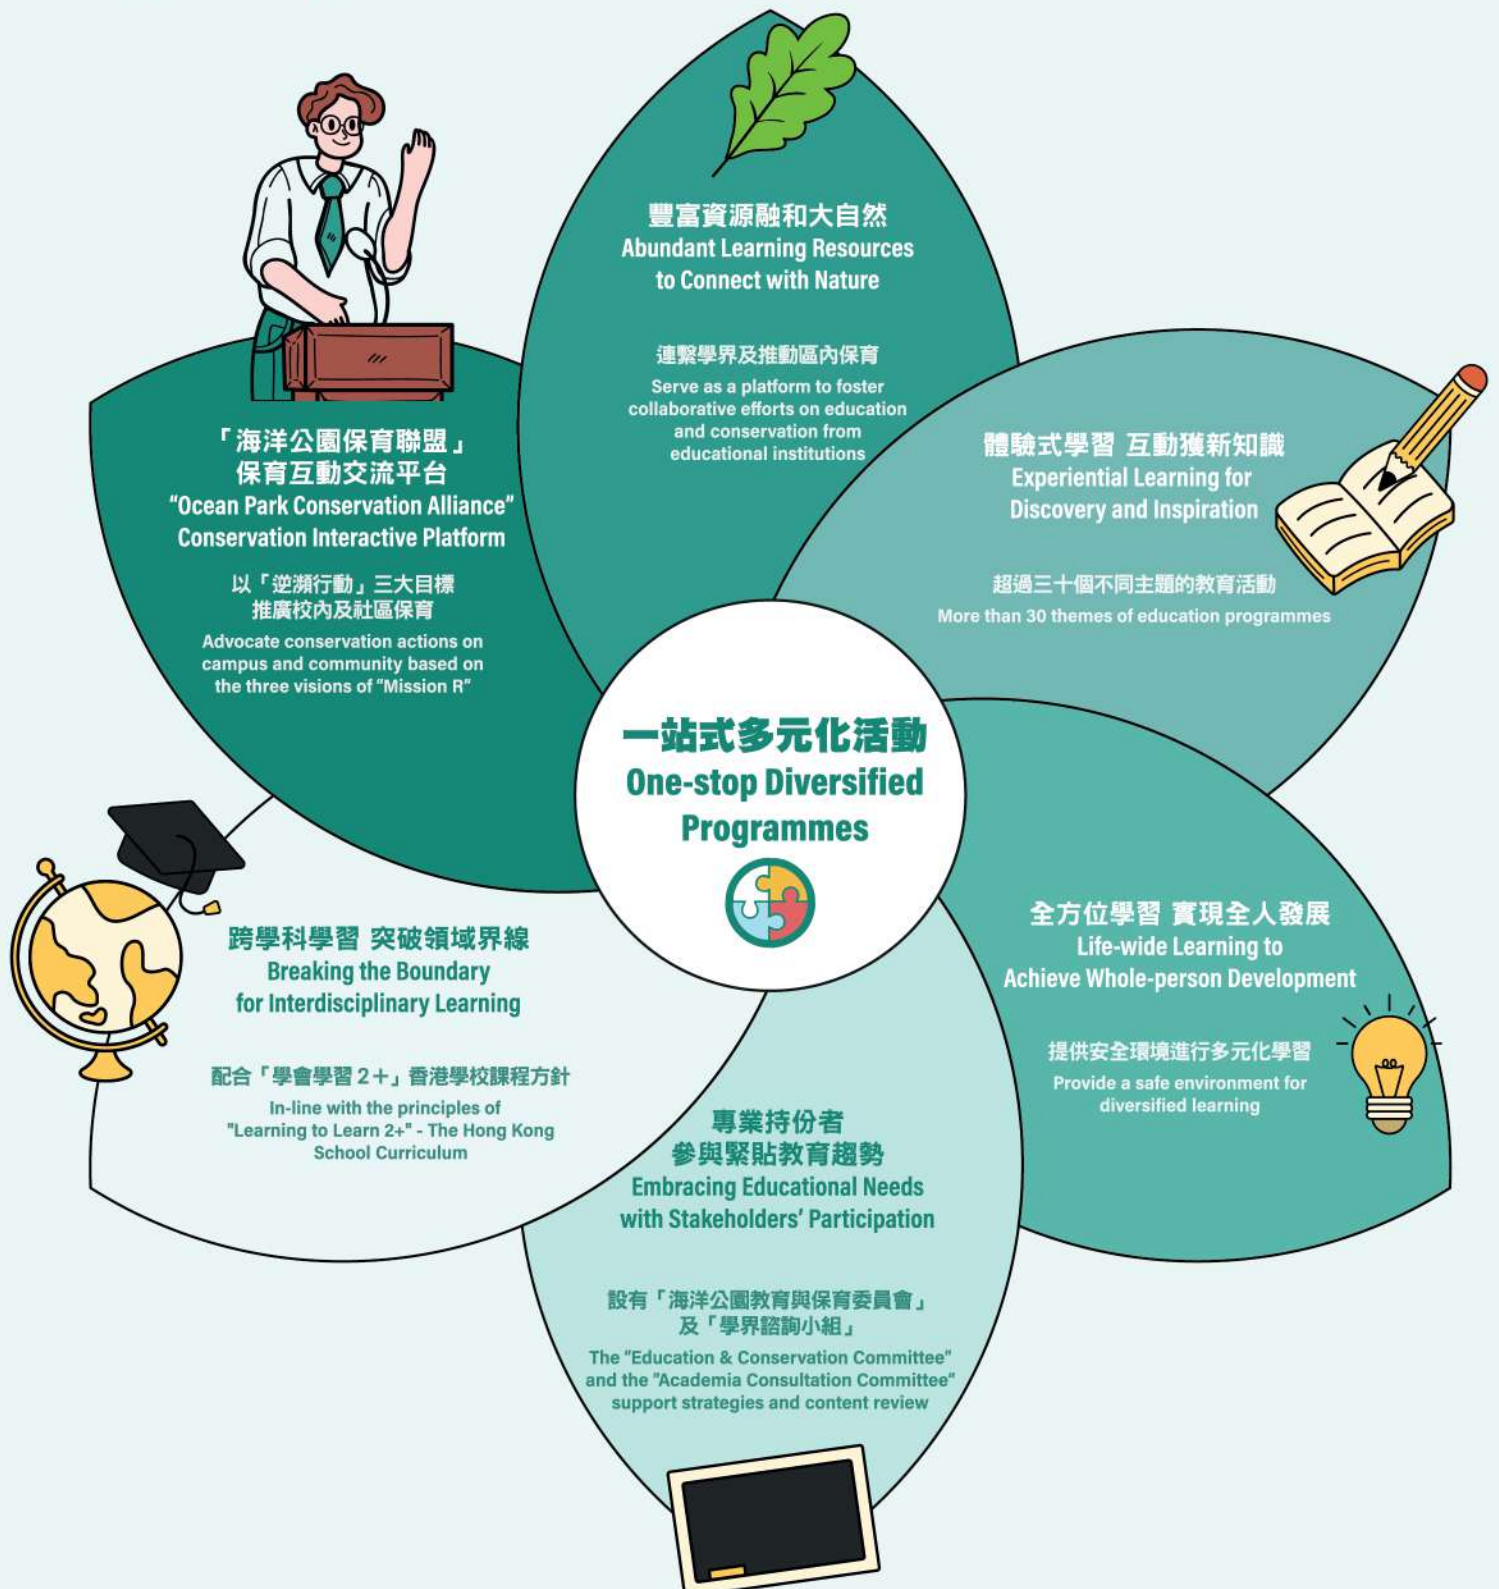 豐富資源融和大自然
Abundant Learning Resources
to Connect with Nature
連繫學界及推動區內保育
Serve as a platform to foster
collaborative efforts on education
and conservation from
educational institutions
體驗式學習 互動獲新知識
Experiential Learning for
Discovery and Inspiration
超過三十個不同主題的教育活動
More than 30 themes of education programmes
「海洋公園保育聯盟」
保育互動交流平台
"Ocean Park Conservation Alliance"
Conservation Interactive Platform
以「逆瀕行動」三大目標
推廣校內及社區保育
Advocate conservation actions on
campus and community based on
the three visions of "Mission R"
一站式多元化活動
One-stop Diversified
Programmes
全方位學習 實現全人發展
Life-wide Learning to
Achieve Whole-person Development
提供安全環境進行多元化學習
Provide a safe environment for
diversified learning
跨學科學習 突破領域界線
Breaking the Boundary
for Interdisciplinary Learning
配合「學會學習 2+」香港學校課程方針
In-line with the principles of
"Learning to Learn 2+" - The Hong Kong
School Curriculum
專業持份者
參與緊貼教育趨勢
Embracing Educational Needs
with Stakeholders' Participation
設有「海洋公園教育與保育委員會」
及「學界諮詢小組」
The "Education & Conservation Committee"
and the "Academia Consultation Committee"
support strategies and content review